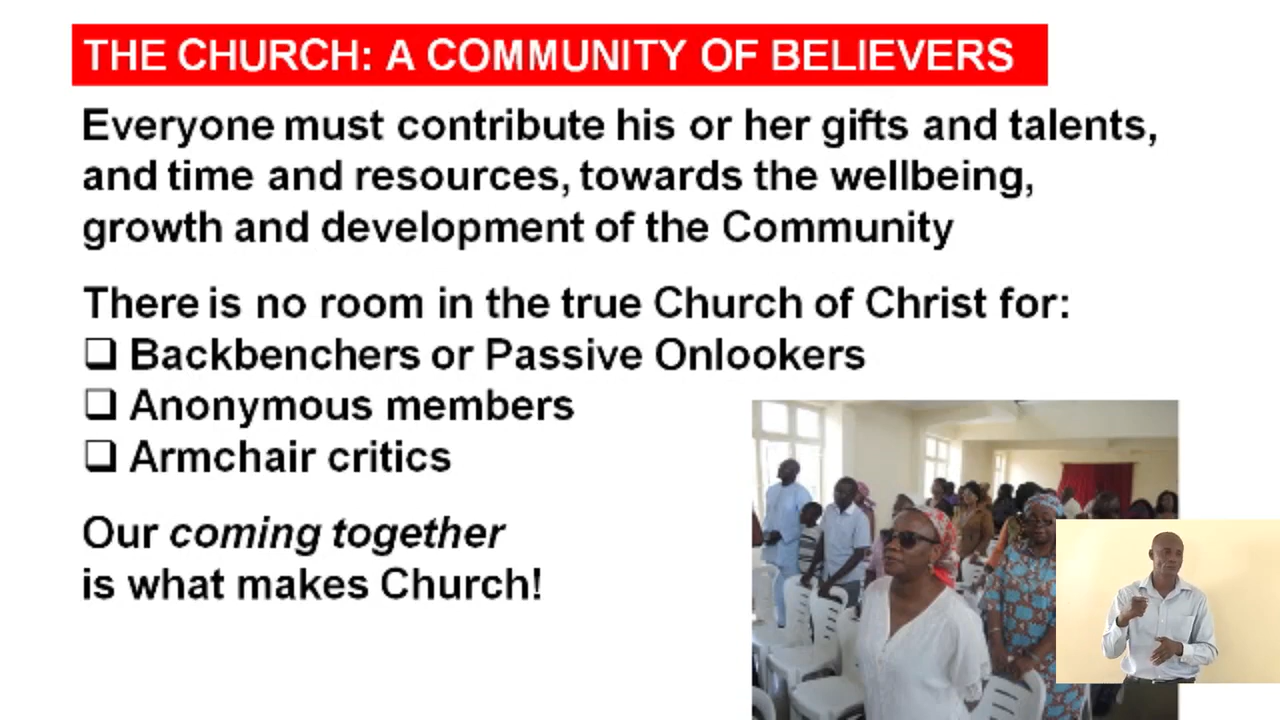 THE CHURCH: A COMMUNITY OF BELIEVERS
Everyone must contribute his or her gifts and talents,
and time and resources, towards the wellbeing,
growth and development of the Community
There is no room in the true Church of Christ for:
❑ Backbenchers or Passive Onlookers
❑ Anonymous members
❑ Armchair critics
Our coming together
is what makes Church!